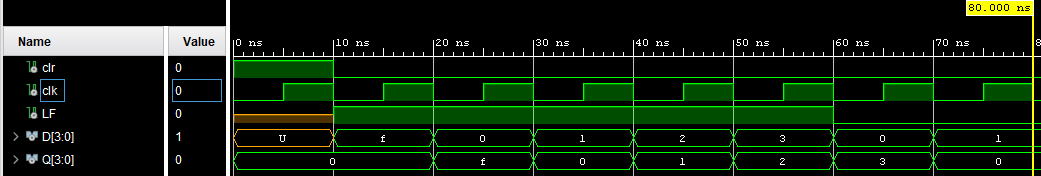 80.000 ns
Name Value 0 ns 10 ns 20 ns 30 ns 40 ns 50 ns 60 ns 70 ns 8
clr 0
clk 0
LF 0
D[3:0] 1 U f 0 1 2 3 0 1
Q[3:0] 0 0 f 0 1 2 3 0